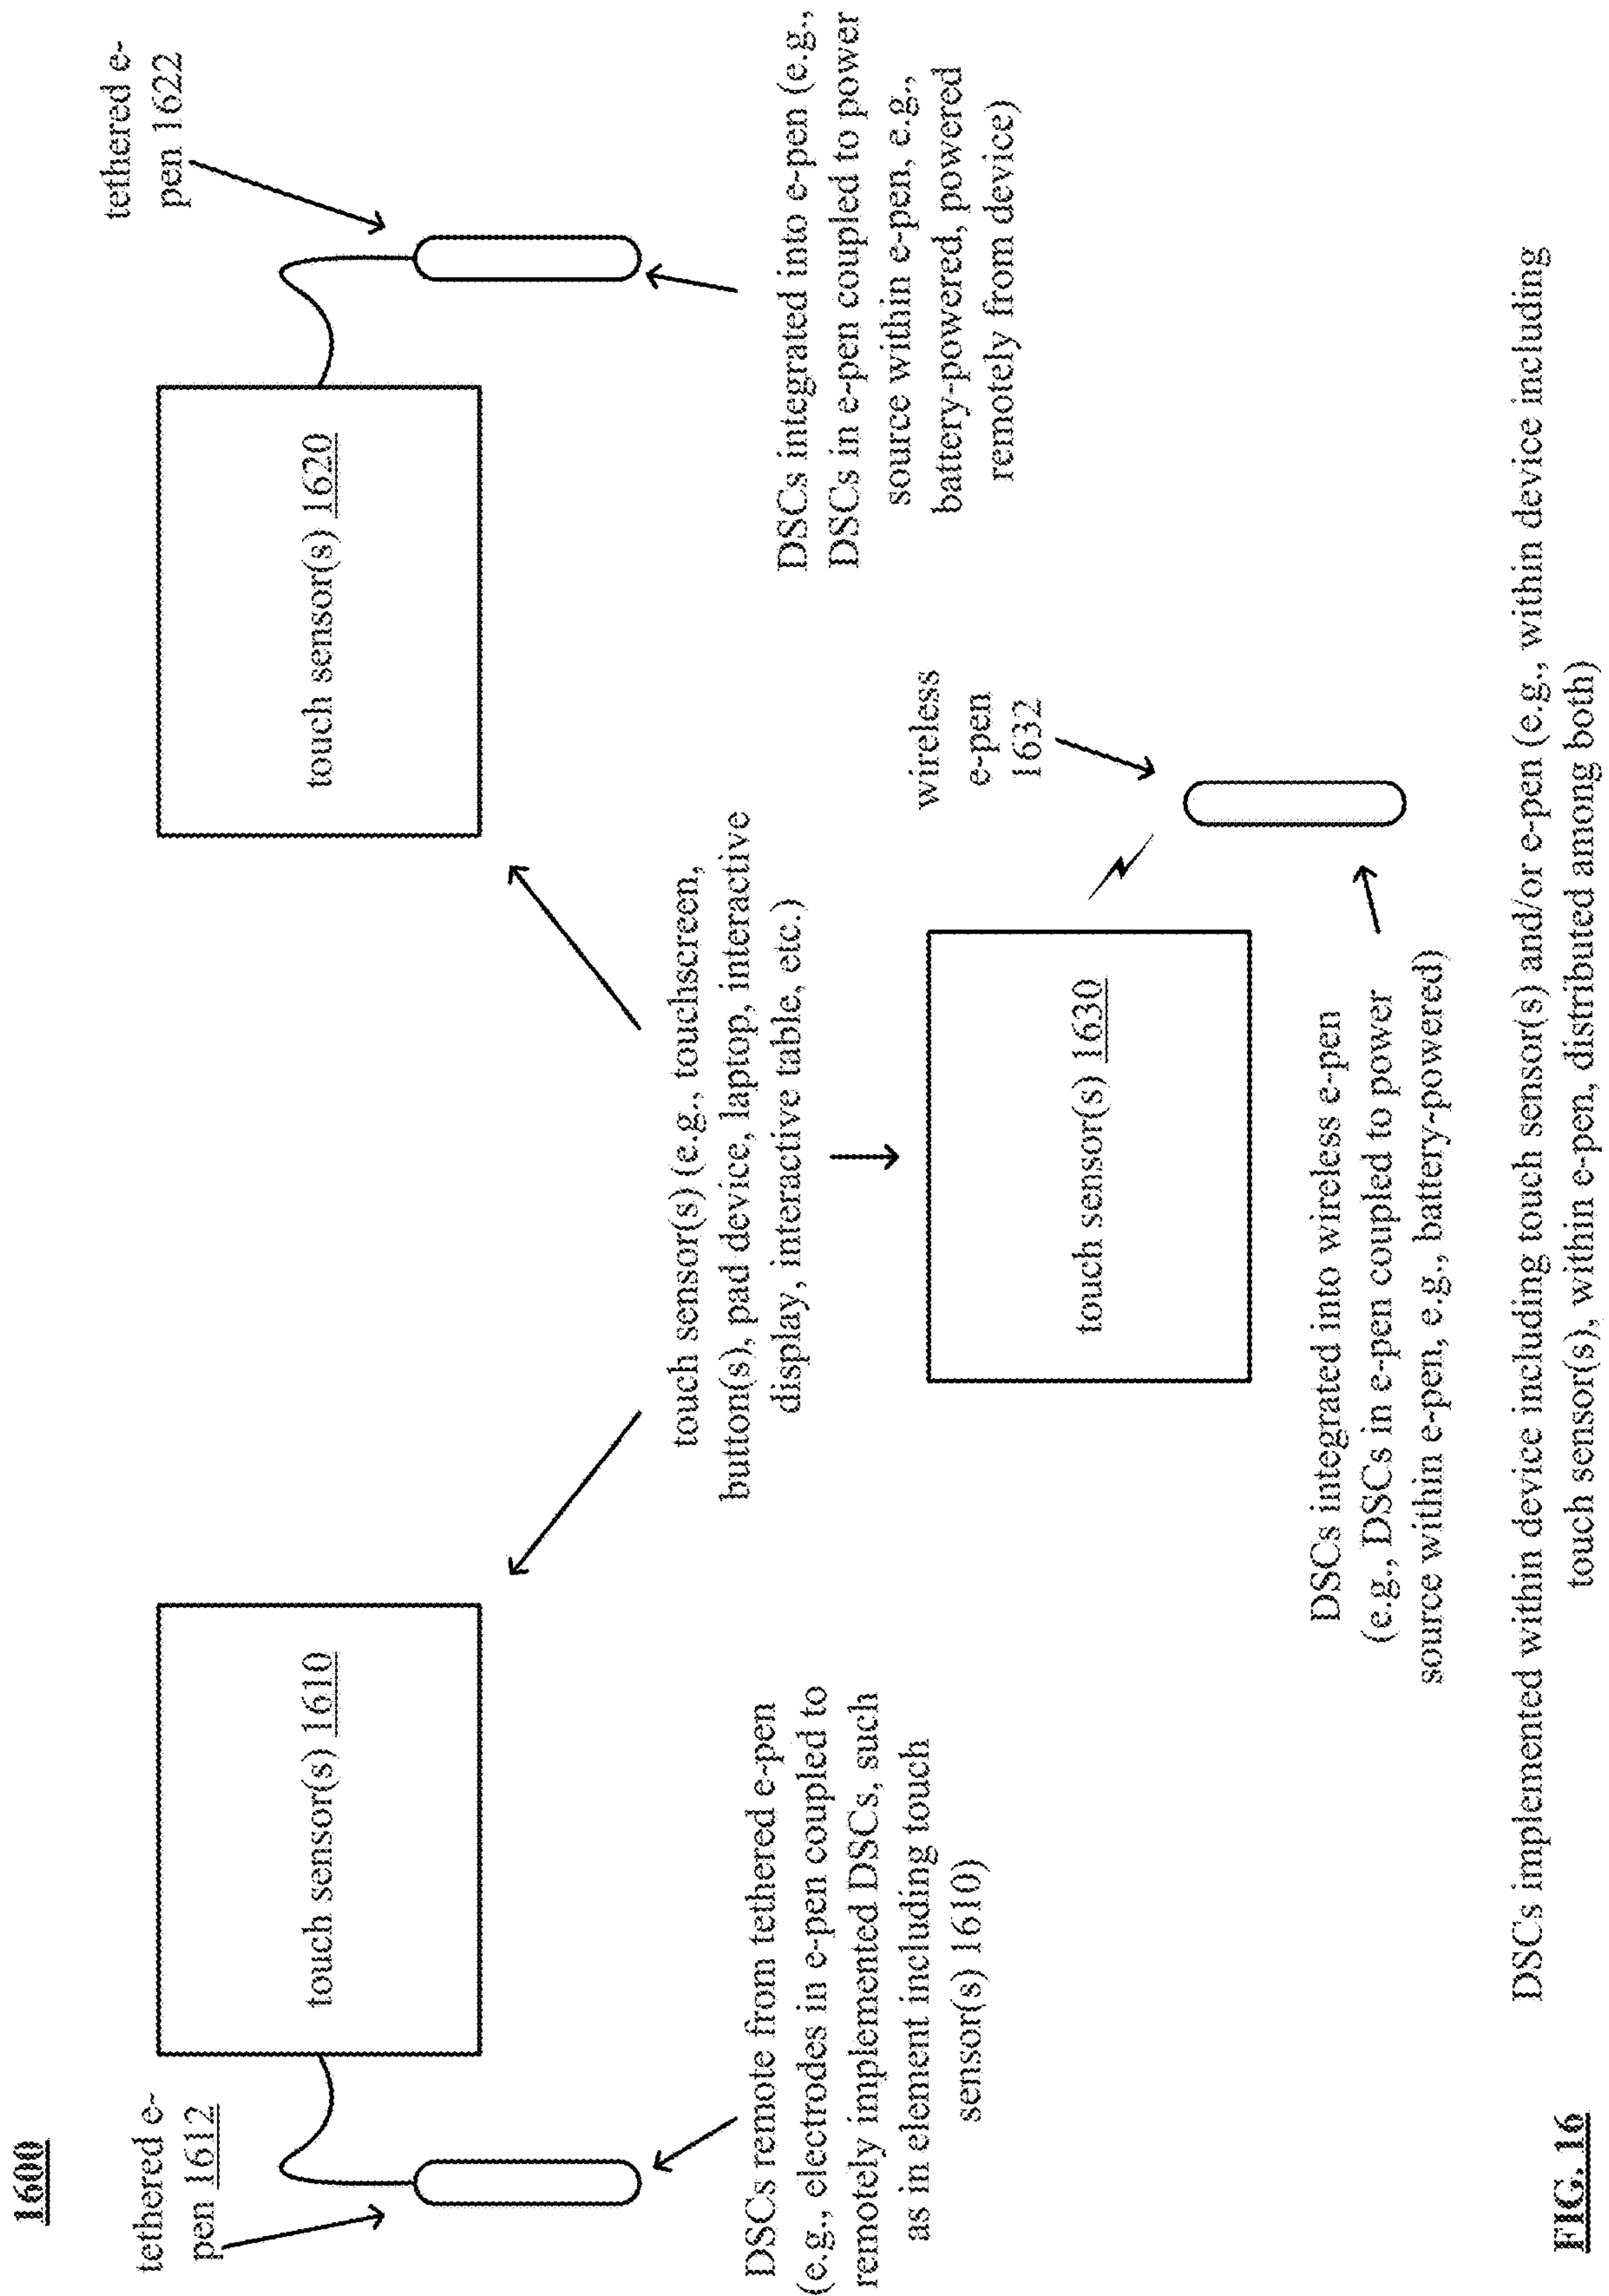 1600
tethered e-
pen 1612
touch sensor(s) 1610
DSCs remote from tethered e-pen
(e.g., electrodes in e-pen coupled to
remotely implemented DSCs, such
as in element including touch
sensor(s) 1610)
touch sensor(s) (e.g., touchscreen,
button(s), pad device, laptop, interactive
display, interactive table, etc.)
touch sensor(s) 1620
tethered e-
pen 1622
DSCs integrated into e-pen (e.g.,
DSCs in e-pen coupled to power
source within e-pen, e.g.,
battery-powered, powered
remotely from device)
touch sensor(s) 1630
wireless
e-pen
1632
DSCs integrated into wireless e-pen
(e.g., DSCs in e-pen coupled to power
source within e-pen, e.g., battery-powered)
DSCs implemented within device including touch sensor(s) and/or e-pen (e.g., within device including
touch sensor(s), within e-pen, distributed among both)
FIG. 16